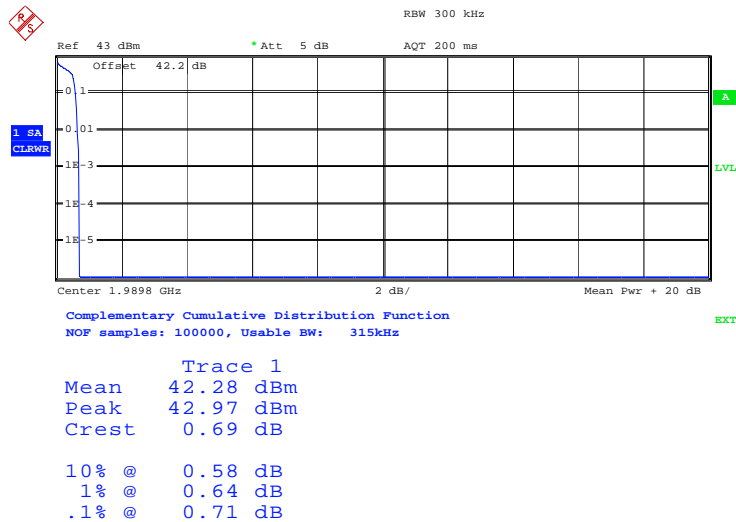 RBW 300 kHz
Ref 43 dBm *Att 5 dB AQT 200 ms
Offset 42.2 dB
A
0.1
1 SA
CLRWR
0.01
1E-3
LVL
1E-4
1E-5
Center 1.9898 GHz 2 dB/ Mean Pwr + 20 dB
Complementary Cumulative Distribution Function
NOF samples: 100000, Usable BW: 315kHz
EXT
Trace 1
Mean 42.28 dBm
Peak 42.97 dBm
Crest 0.69 dB
10% @ 0.58 dB
1% @ 0.64 dB
.1% @ 0.71 dB
R/S